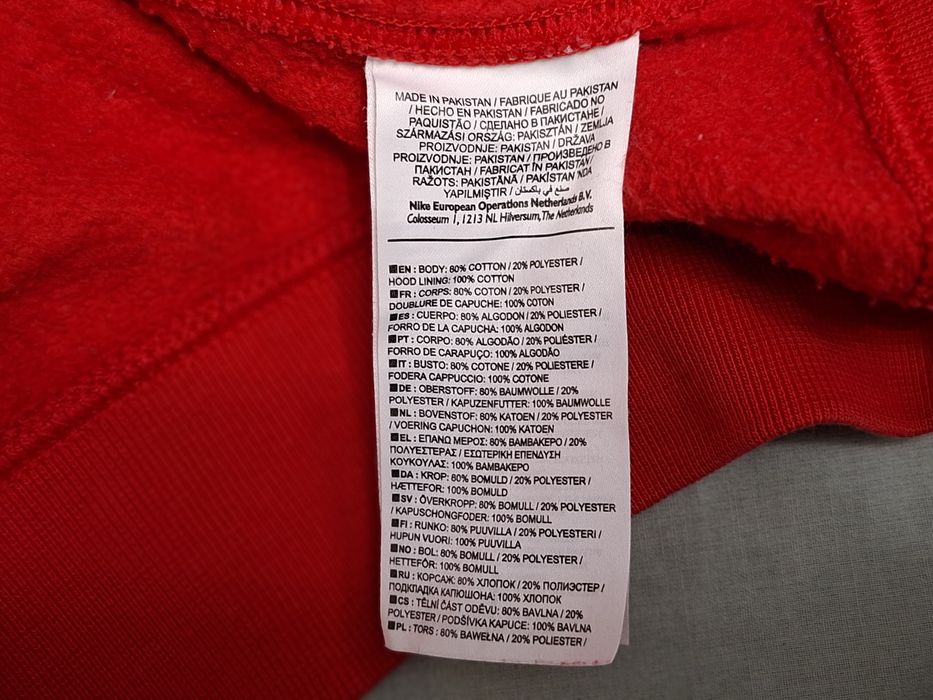 MADE IN PAKISTAN / FABRIQUE AU PAKISTAN
/ HECHO EN PAKISTAN / FABRICADO NO
PAQUISTÃO / СДЕЛАНО В ПАКИСТАНЕ /
SZÁRMAZÁSI ORSZÁG: PAKISZTÁN / ZEMLJA
PROIZVODNJE: PAKISTAN / DRŽAVA
PROIZVODNJE: PAKISTAN / ПРОИЗВЕДЕНО В
ПАКИСТАН / FABRICAT ÎN PAKISTAN /
RAŽOTS: PAKISTĀNĀ / PAKİSTAN'NDA
YAPILMIŞTIR / صنع في باكستان
Nike European Operations Netherlands B.V.
Colosseum 1, 1213 NL Hilversum, The Netherlands
EN : BODY: 80% COTTON / 20% POLYESTER /
HOOD LINING: 100% COTTON
FR : CORPS: 80% COTON / 20% POLYESTER /
DOUBLURE DE CAPUCHE: 100% COTON
ES : CUERPO: 80% ALGODON / 20% POLIESTER /
FORRO DE LA CAPUCHA: 100% ALGODON
PT : CORPO: 80% ALGODÃO / 20% POLIÉSTER /
FORRO DE CARAPUÇO: 100% ALGODÃO
IT : BUSTO: 80% COTONE / 20% POLIESTERE /
FODERA CAPPUCCIO: 100% COTONE
DE : OBERSTOFF: 80% BAUMWOLLE / 20%
POLYESTER / KAPUZENFUTTER: 100% BAUMWOLLE
NL : BOVENSTOF: 80% KATOEN / 20% POLYESTER
/ VOERING CAPUCHON: 100% KATOEN
EL : ΕΠΑΝΩ ΜΕΡΟΣ: 80% ΒΑΜΒΑΚΕΡΟ / 20%
ΠΟΛΥΕΣΤΕΡΑΣ / ΕΣΩΤΕΡΙΚΗ ΕΠΕΝΔΥΣΗ
ΚΟΥΚΟΥΛΑΣ: 100% ΒΑΜΒΑΚΕΡΟ
DA : KROP: 80% BOMULD / 20% POLYESTER /
HÆTTEFOR: 100% BOMULD
SV : ÖVERKROPP: 80% BOMULL / 20% POLYESTER
/ KAPUSCHONGFODER: 100% BOMULL
FI : RUNKO: 80% PUUVILLA / 20% POLYESTERI /
HUPUN VUORI: 100% PUUVILLA
NO : BOL: 80% BOMULL / 20% POLYESTER /
HETTEFÔR: 100% BOMULL
RU : КОРСАЖ: 80% ХЛОПОК / 20% ПОЛИЭСТЕР /
ПОДКЛАДКА КАПЮШОНА: 100% ХЛОПОК
CS : TĚLNÍ ČÁST ODĚVU: 80% BAVLNA / 20%
POLYESTER / PODŠÍVKA KAPUCE: 100% BAVLNA
PL : TORS : 80% BAWEŁNA / 20% POLIESTER /